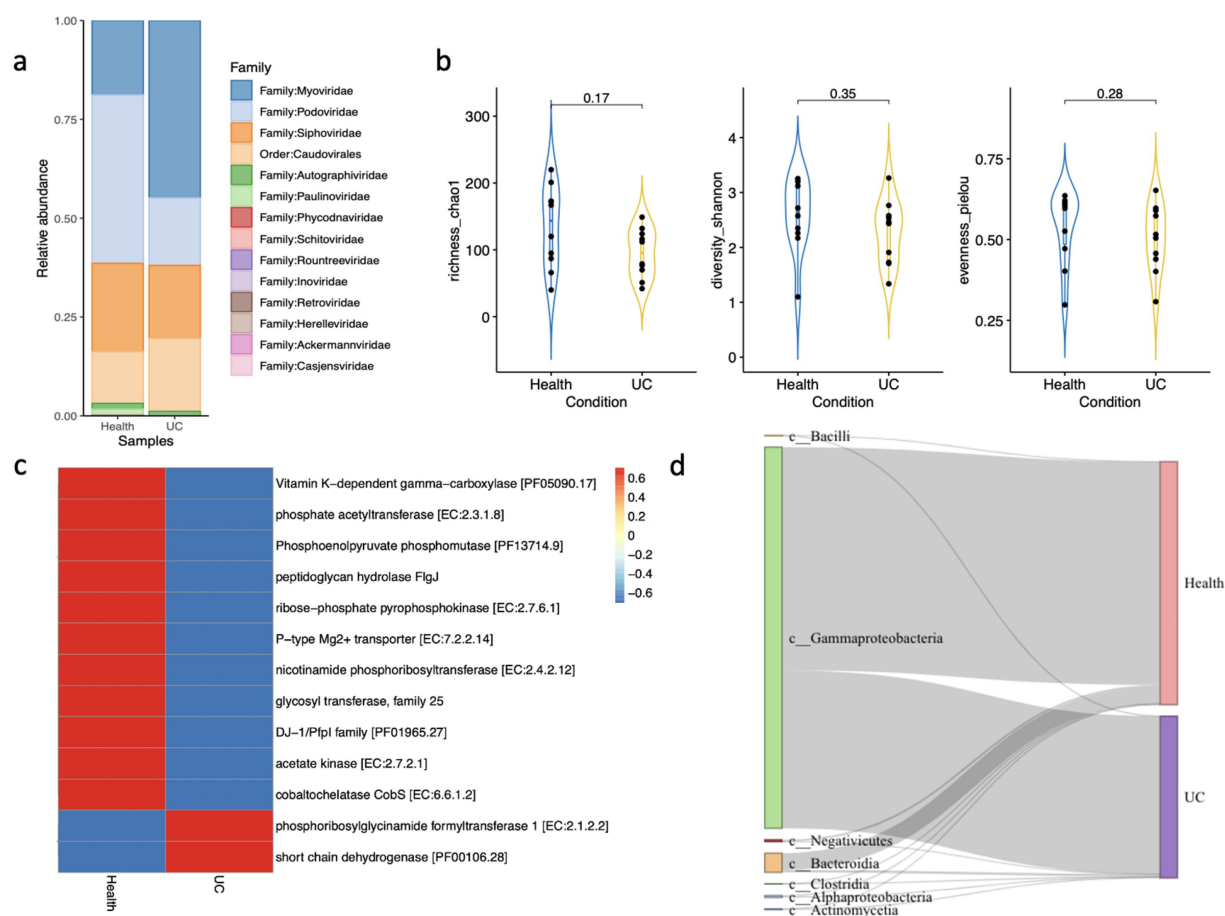 a
1.00
0.75
0.50
0.25
0.00
Relative abundance
Health
UC
Samples
Family
Family:Myoviridae
Family:Podoviridae
Family:Siphoviridae
Order:Caudovirales
Family:Autographiviridae
Family:Paulinoviridae
Family:Phycodnaviridae
Family:Schitoviridae
Family:Rountreeviridae
Family:Inoviridae
Family:Retroviridae
Family:Herelleviridae
Family:Ackermannviridae
Family:Casjensviridae
b
0.17
300
200
100
0
richness_chao1
Health
UC
Condition
0.35
4
3
2
1
0
diversity_shannon
Health
UC
Condition
0.28
0.75
0.50
0.25
evenness_pielou
Health
UC
Condition
c
Vitamin K-dependent gamma-carboxylase [PF05090.17]
phosphate acetyltransferase [EC:2.3.1.8]
Phosphoenolpyruvate phosphomutase [PF13714.9]
peptidoglycan hydrolase FlgJ
ribose-phosphate pyrophosphokinase [EC:2.7.6.1]
P-type Mg2+ transporter [EC:7.2.2.14]
nicotinamide phosphoribosyltransferase [EC:2.4.2.12]
glycosyl transferase, family 25
DJ-1/PfpI family [PF01965.27]
acetate kinase [EC:2.7.2.1]
cobaltochelatase CobS [EC:6.6.1.2]
phosphoribosylglycinamide formyltransferase 1 [EC:2.1.2.2]
short chain dehydrogenase [PF00106.28]
Health
UC
0.6
0.4
0.2
0
-0.2
-0.4
-0.6
d
c__Bacilli
c__Gammaproteobacteria
c__Negativicutes
c__Bacteroidia
c__Clostridia
c__Alphaproteobacteria
c__Actinomycetia
Health
UC